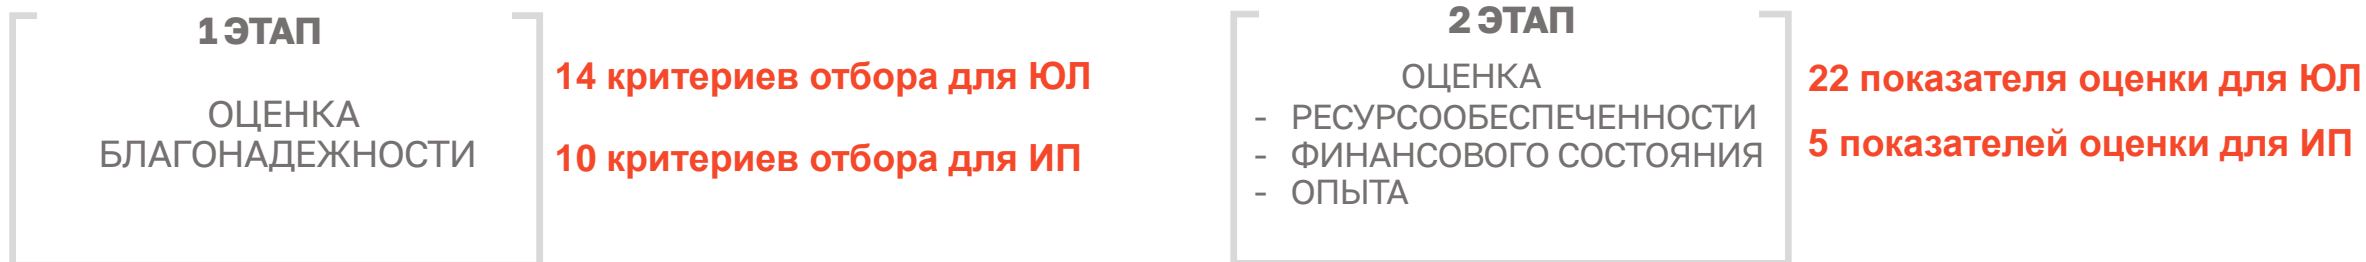 1 ЭТАП
ОЦЕНКА
БЛАГОНАДЕЖНОСТИ
14 критериев отбора для ЮЛ
10 критериев отбора для ИП
2 ЭТАП
ОЦЕНКА
- РЕСУРСООБЕСПЕЧЕННОСТИ
- ФИНАНСОВОГО СОСТОЯНИЯ
- ОПЫТА
22 показателя оценки для ЮЛ
5 показателей оценки для ИП